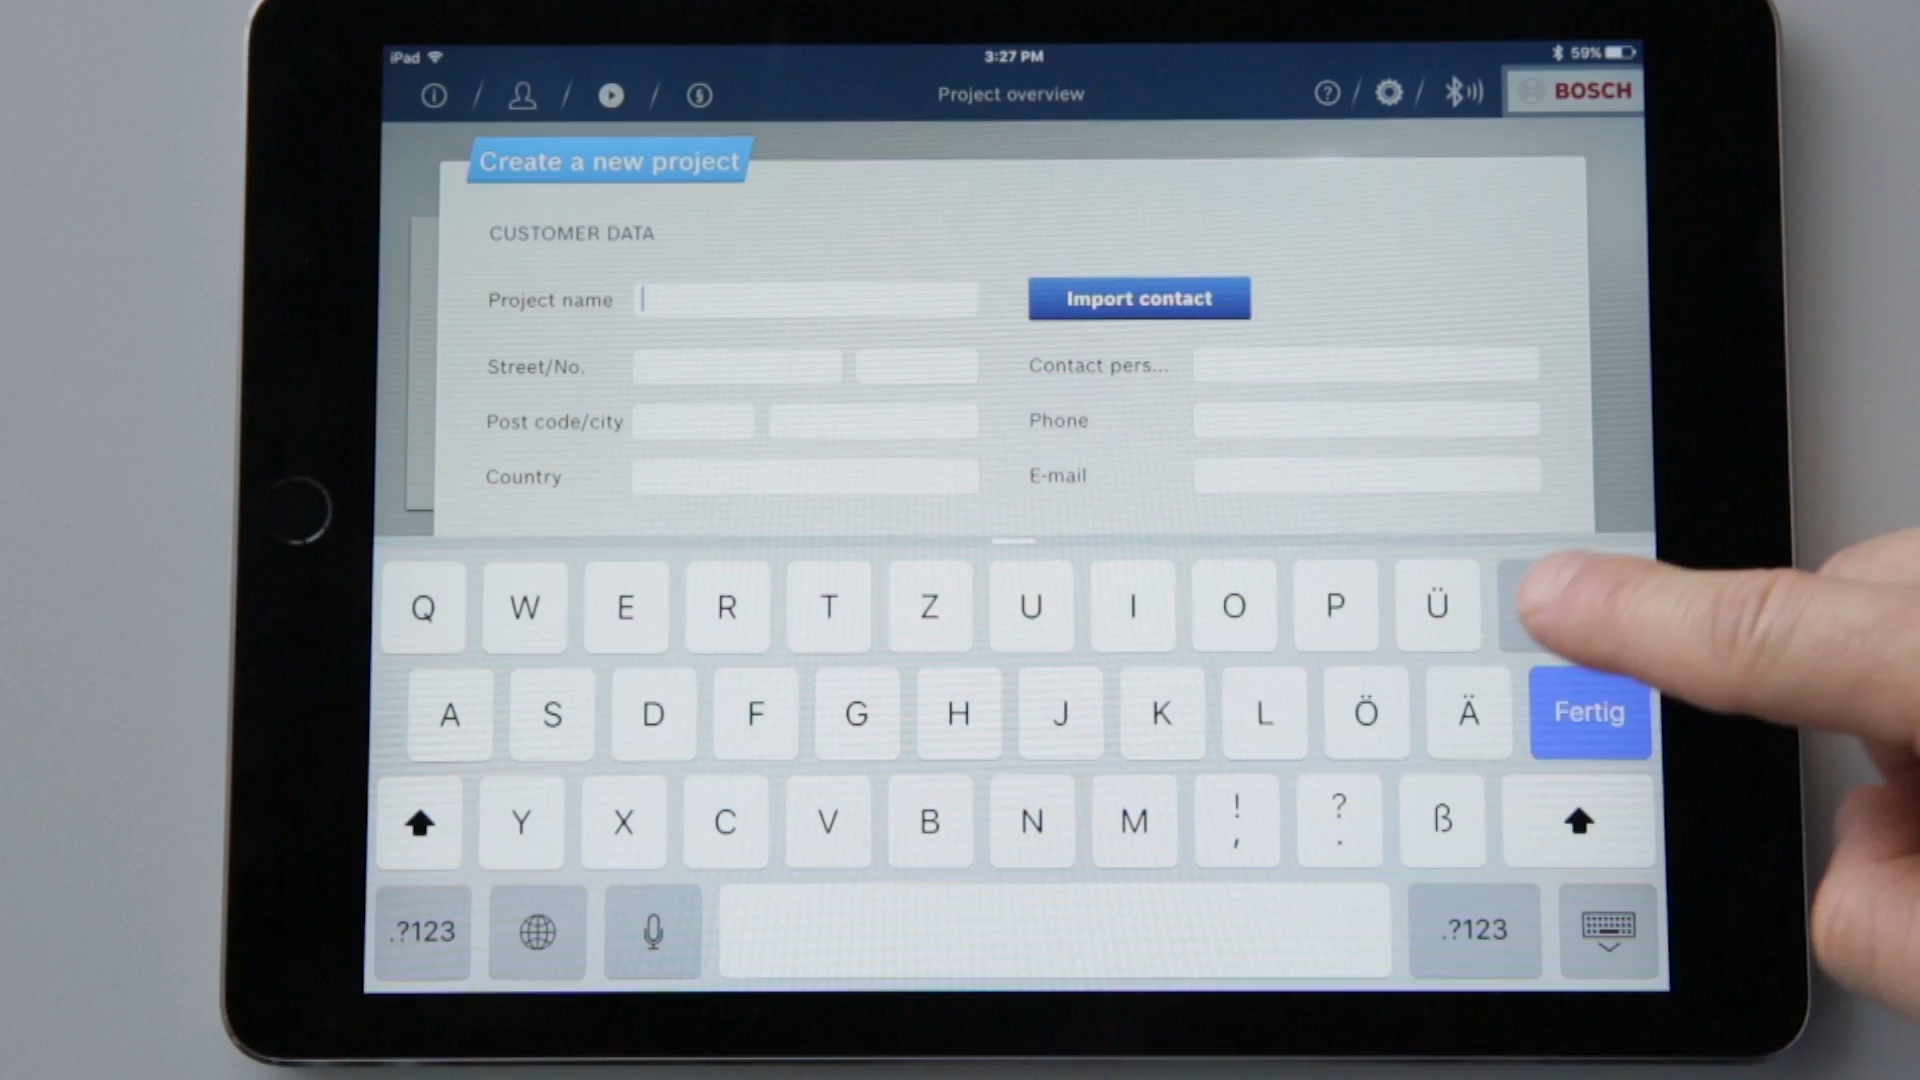 iPad 3:27 PM 59%
Project overview
BOSCH
Create a new project
CUSTOMER DATA
Project name
Import contact
Street/No.
Contact pers...
Post code/city
Phone
Country
E-mail
Q W E R T Z U I O P Ü
A S D F G H J K L Ö Ä Fertig
Y X C V B N M ! , ? . ß
.?123 .?123